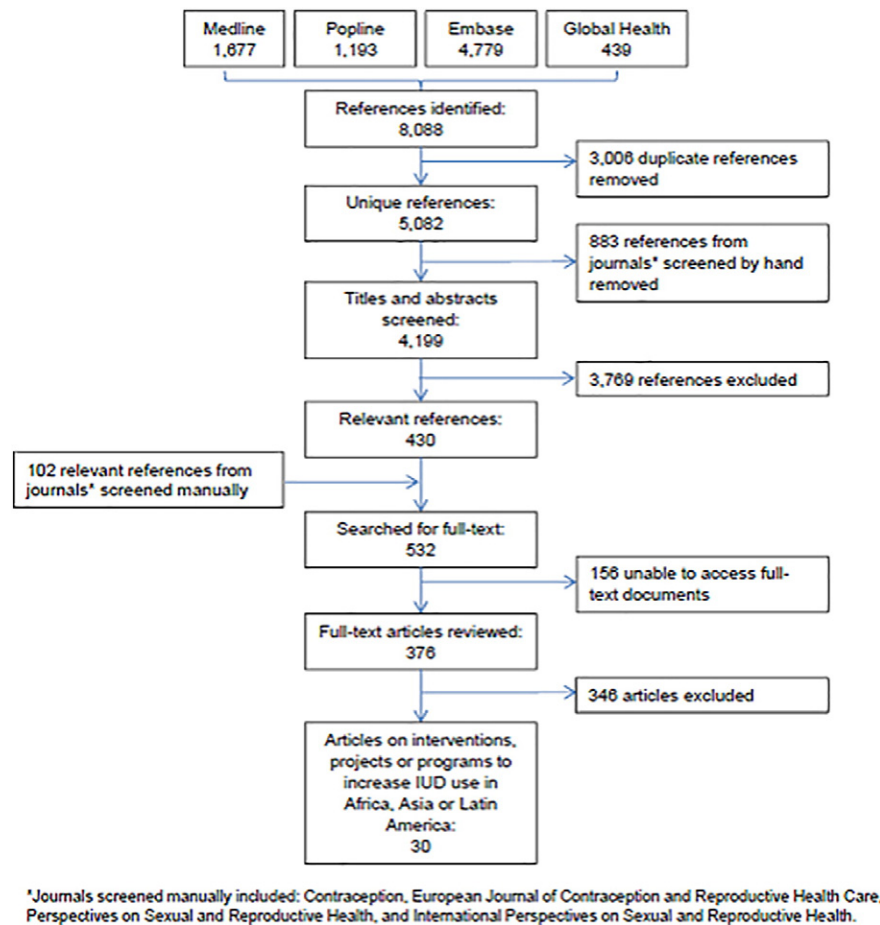 Medline
1,677
Popline
1,193
Embase
4,779
Global Health
439
References identified:
8,088
3,006 duplicate references
removed
Unique references:
5,082
883 references from
journals* screened by hand
removed
Titles and abstracts
screened:
4,199
3,769 references excluded
Relevant references:
430
102 relevant references from
journals* screened manually
Searched for full-text:
532
156 unable to access full-
text documents
Full-text articles reviewed:
376
346 articles excluded
Articles on interventions,
projects or programs to
increase IUD use in
Africa, Asia or Latin
America:
30
*Journals screened manually included: Contraception, European Journal of Contraception and Reproductive Health Care,
Perspectives on Sexual and Reproductive Health, and International Perspectives on Sexual and Reproductive Health.